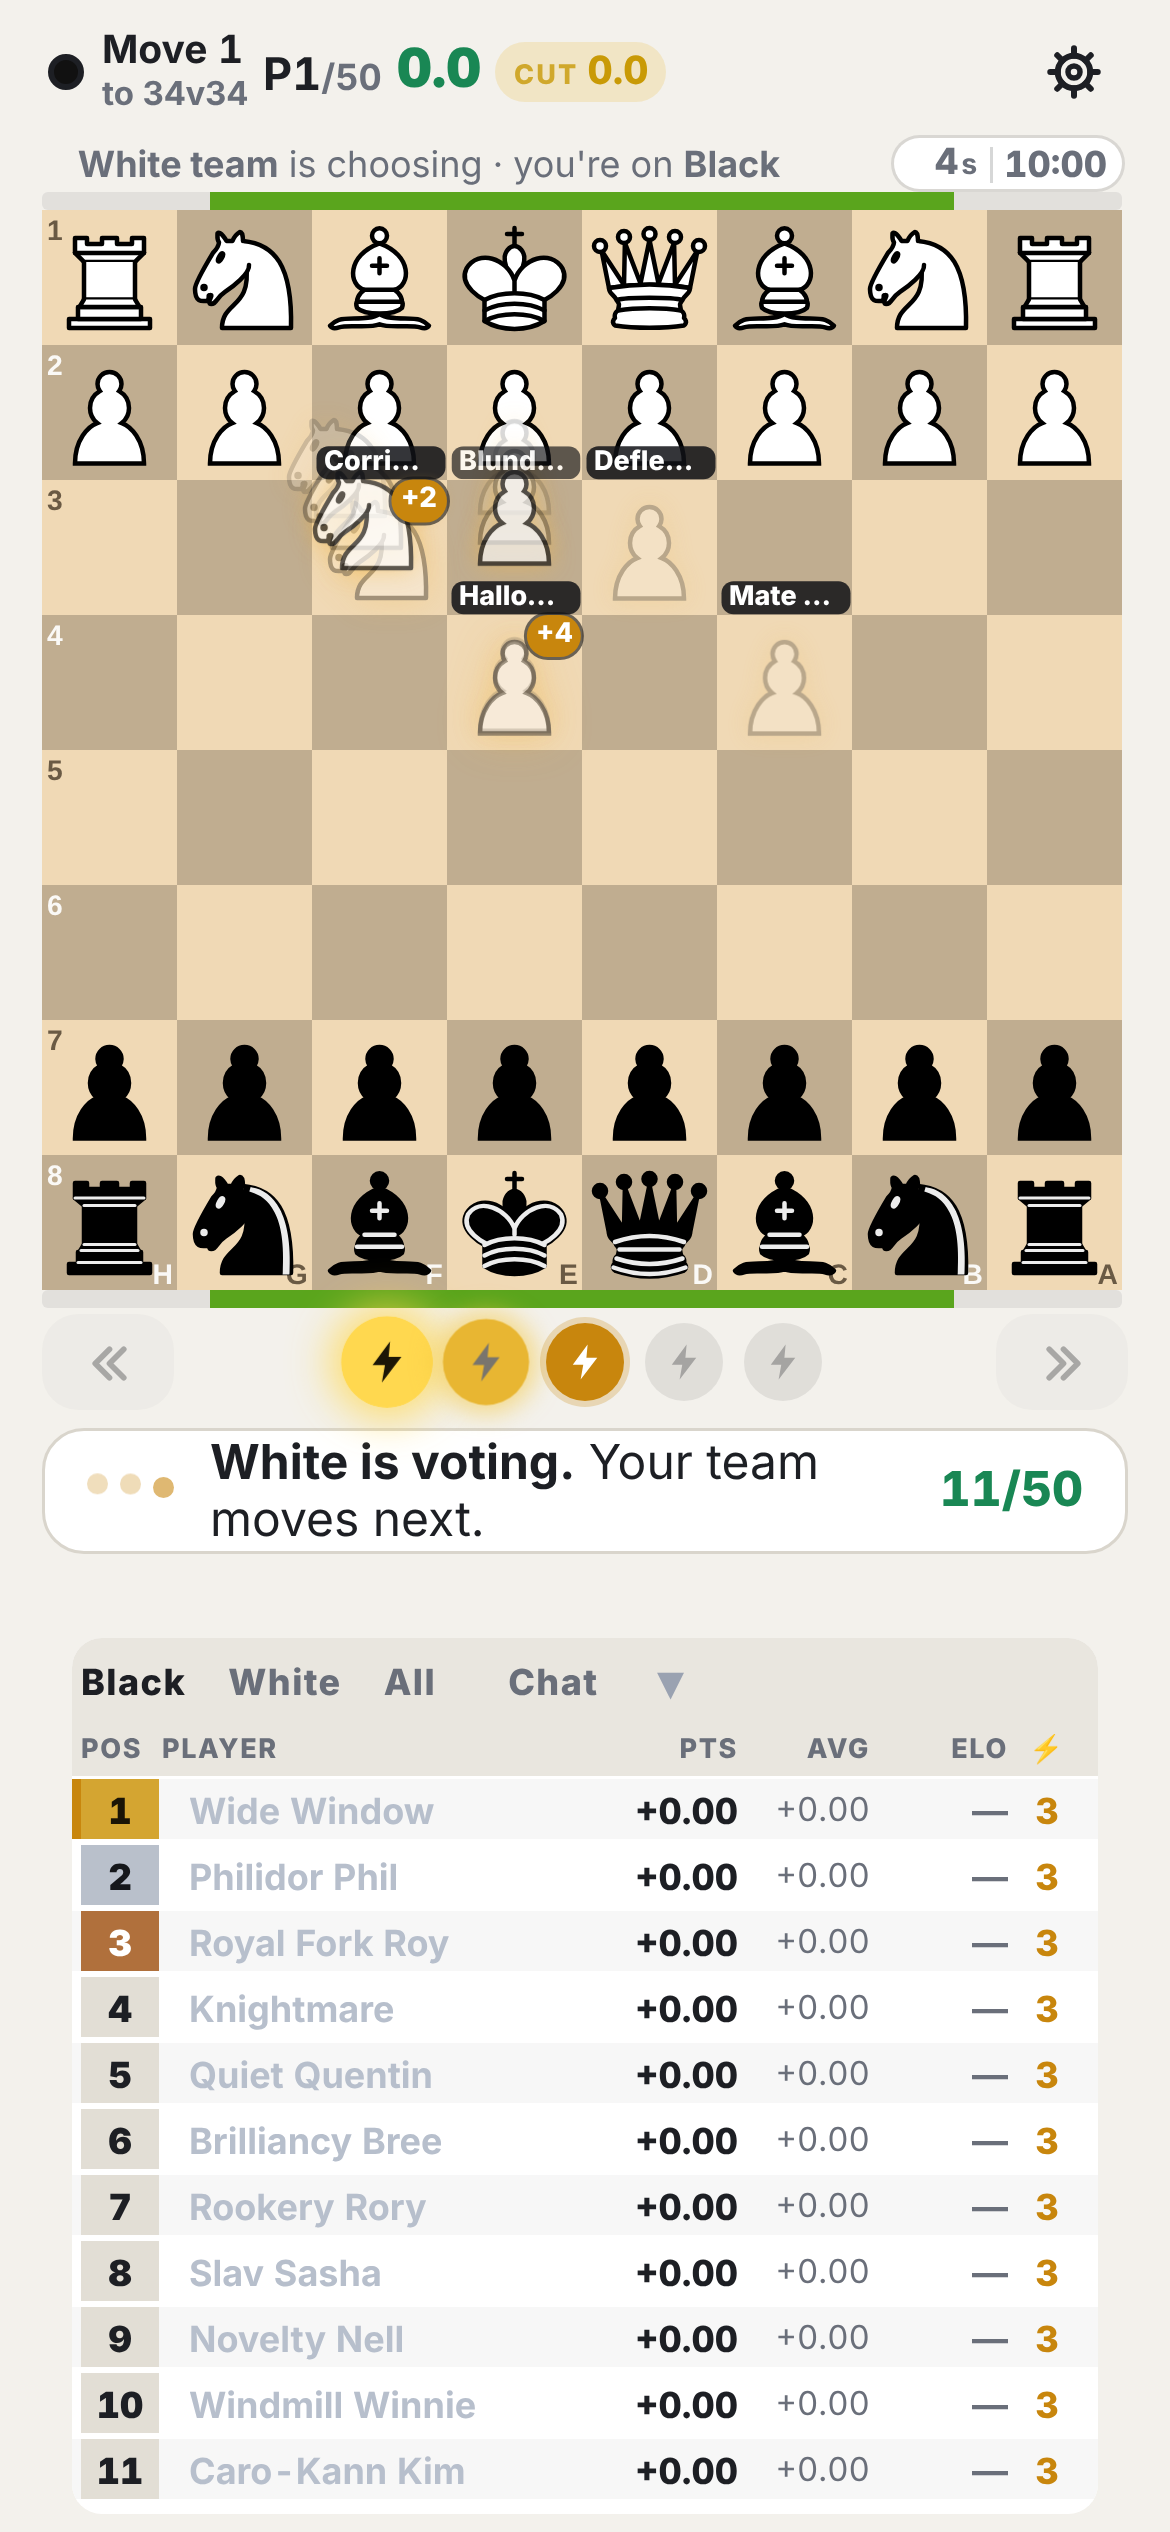 Move 1
to 34v34
P1/50 0.0 CUT 0.0
White team is choosing · you're on Black
4s 10:00
1
2
Corri... Blund... Defle...
3
+2
Hallo... Mate ...
4
+4
5
6
7
8
H G F E D C B A
White is voting. Your team
moves next.
11/50
Black White All Chat ▼
POS PLAYER PTS AVG ELO ⚡
1 Wide Window +0.00 +0.00 — 3
2 Philidor Phil +0.00 +0.00 — 3
3 Royal Fork Roy +0.00 +0.00 — 3
4 Knightmare +0.00 +0.00 — 3
5 Quiet Quentin +0.00 +0.00 — 3
6 Brilliancy Bree +0.00 +0.00 — 3
7 Rookery Rory +0.00 +0.00 — 3
8 Slav Sasha +0.00 +0.00 — 3
9 Novelty Nell +0.00 +0.00 — 3
10 Windmill Winnie +0.00 +0.00 — 3
11 Caro-Kann Kim +0.00 +0.00 — 3